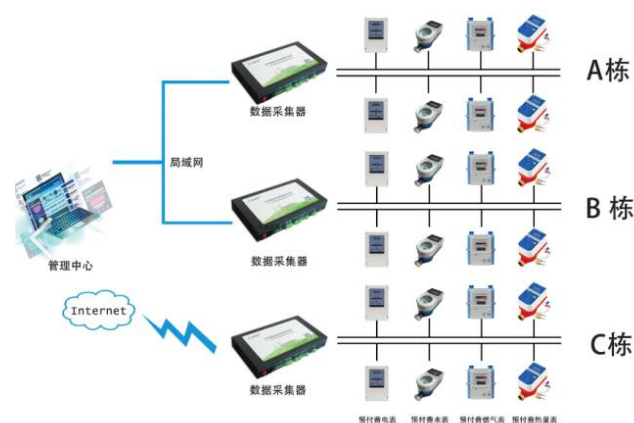 A栋
数据采集器
局域网
B栋
管理中心
数据采集器
Internet
C栋
数据采集器
预付费电表 预付费水表 预付费燃气表 预付费热量表